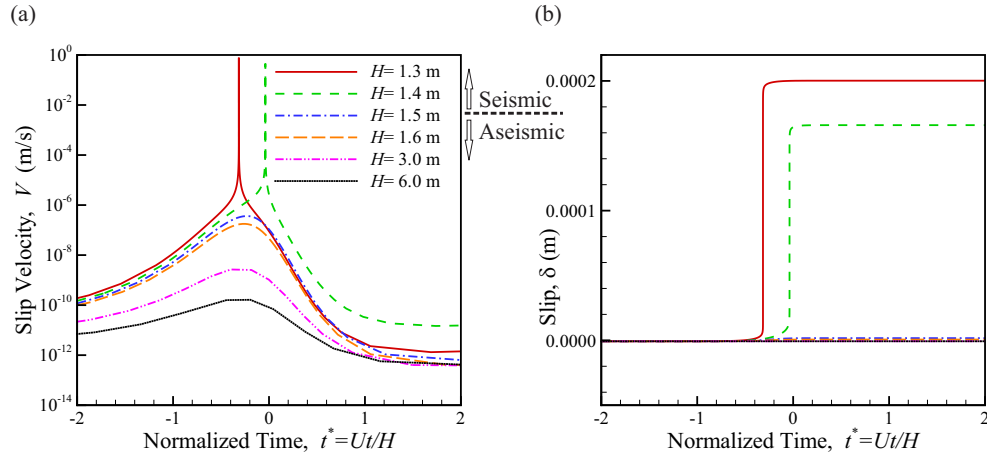 (a)
10^0
10^-2
10^-4
10^-6
10^-8
10^-10
10^-12
10^-14
Slip Velocity, V (m/s)
-2
-1
0
1
2
Normalized Time, t*=Ut/H
H= 1.3 m
H= 1.4 m
H= 1.5 m
H= 1.6 m
H= 3.0 m
H= 6.0 m
Seismic
Aseismic
(b)
0.0002
0.0001
0.0000
Slip, δ (m)
-2
-1
0
1
2
Normalized Time, t*=Ut/H